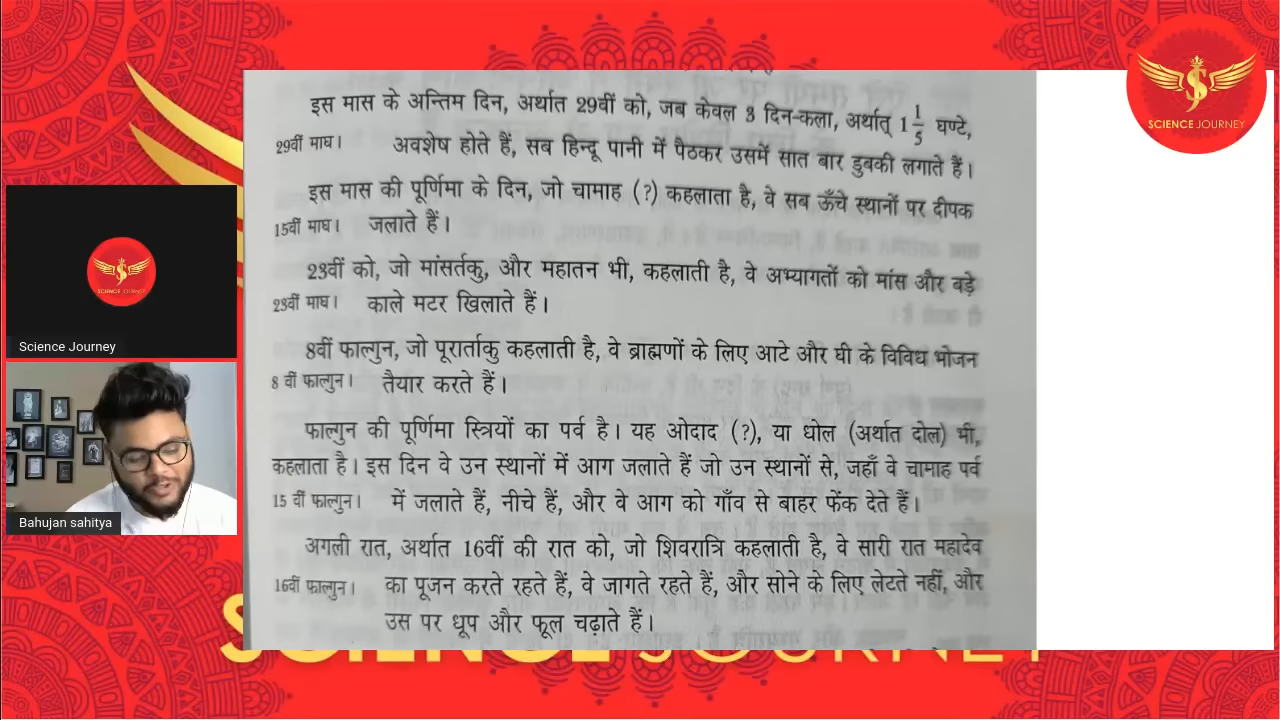 SCIENCE JOURNEY
इस मास के अन्तिम दिन, अर्थात 29वीं को, जब केवल 3 दिन-कला, अर्थात् 1 1/5 घण्टे,
29वीं माघ। अवशेष होते हैं, सब हिन्दू पानी में पैठकर उसमें सात बार डुबकी लगाते हैं।
इस मास की पूर्णिमा के दिन, जो चामाह (?) कहलाता है, वे सब ऊँचे स्थानों पर दीपक
15वीं माघ। जलाते हैं।
23वीं को, जो मांसर्तकु, और महातन भी, कहलाती है, वे अभ्यागतों को मांस और बड़े
23वीं माघ। काले मटर खिलाते हैं।
8वीं फाल्गुन, जो पूरार्ताकु कहलाती है, वे ब्राह्मणों के लिए आटे और घी के विविध भोजन
8 वीं फाल्गुन। तैयार करते हैं।
फाल्गुन की पूर्णिमा स्त्रियों का पर्व है। यह ओदाद (?), या धोल (अर्थात दोल) भी,
कहलाता है। इस दिन वे उन स्थानों में आग जलाते हैं जो उन स्थानों से, जहाँ वे चामाह पर्व
15 वीं फाल्गुन। में जलाते हैं, नीचे हैं, और वे आग को गाँव से बाहर फेंक देते हैं।
अगली रात, अर्थात 16वीं की रात को, जो शिवरात्रि कहलाती है, वे सारी रात महादेव
16वीं फाल्गुन। का पूजन करते रहते हैं, वे जागते रहते हैं, और सोने के लिए लेटते नहीं, और
उस पर धूप और फूल चढ़ाते हैं।
SCIENCE JOURNEY
Science Journey
Bahujan sahitya
SCIENCE JOURNEY